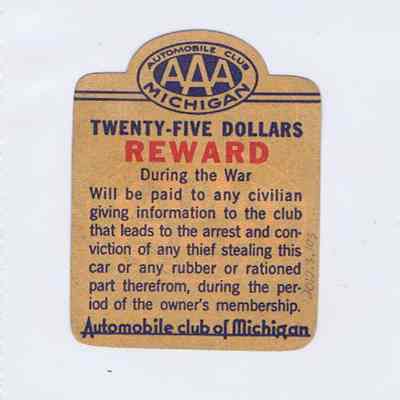 AUTOMOBILE CLUB
AAA
MICHIGAN
TWENTY-FIVE DOLLARS
REWARD
During the War
Will be paid to any civilian
giving information to the club
that leads to the arrest and con-
viction of any thief stealing this
car or any rubber or rationed
part therefrom, during the per-
iod of the owner's membership.
Automobile club of Michigan